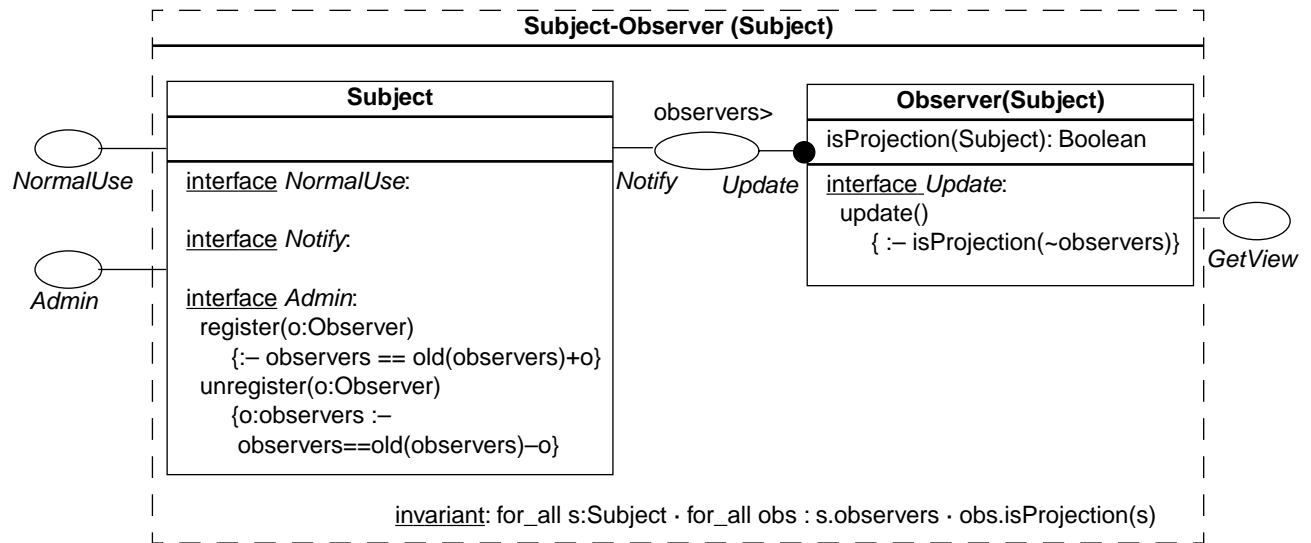 Subject-Observer (Subject)
Subject
observers>
Observer(Subject)
isProjection(Subject): Boolean
NormalUse
Notify
Update
interface NormalUse:
interface Update:
update()
{ :– isProjection(~observers)}
interface Notify:
GetView
Admin
interface Admin:
register(o:Observer)
{:– observers == old(observers)+o}
unregister(o:Observer)
{o:observers :–
observers==old(observers)–o}
invariant: for_all s:Subject · for_all obs : s.observers · obs.isProjection(s)